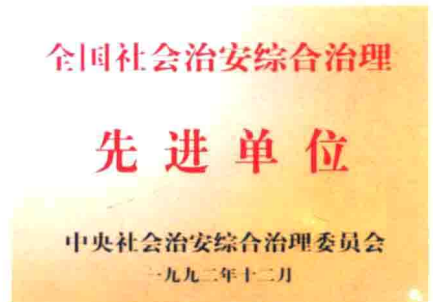 全国社会治安综合治理
先进单位
中央社会治安综合治理委员会
一九九二年十二月